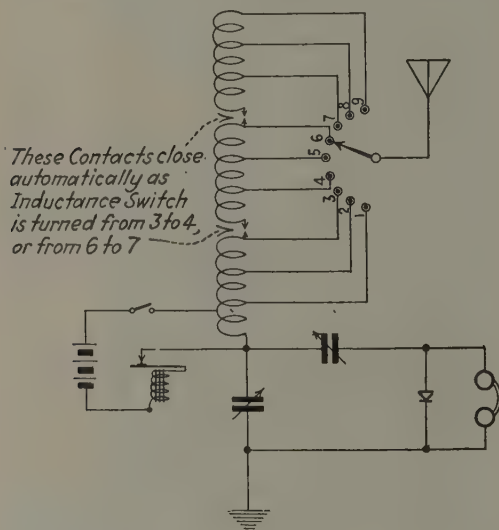 9
8
7
6
5
4
3
2
1
These Contacts close
automatically as
Inductance Switch
is turned from 3 to 4,
or from 6 to 7